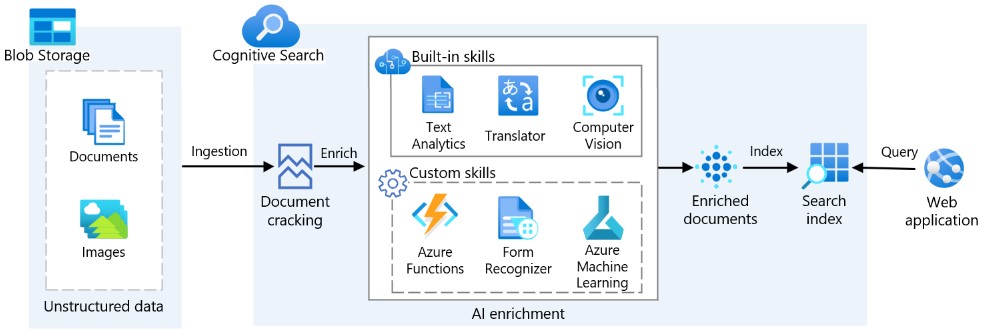 Blob Storage
Documents
Images
Unstructured data
Ingestion
Cognitive Search
Document
cracking
Enrich
Built-in skills
Text
Analytics
Translator
Computer
Vision
Custom skills
Azure
Functions
Form
Recognizer
Azure
Machine
Learning
AI enrichment
Enriched
documents
Index
Search
index
Query
Web
application
あ
a